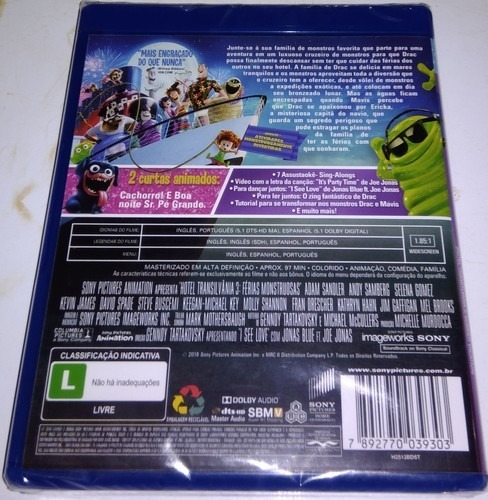 "MAIS ENGRAÇADO
DO QUE NUNCA"
Junte-se à sua família de monstros favorita que parte para uma
aventura em um luxuoso cruzeiro de monstros para que Drac
possa finalmente descansar sem ter que cuidar das férias dos
outros no seu hotel. A família de Drac se delicia em mares
tranquilos e os monstros aproveitam toda a diversão que
o cruzeiro tem a oferecer, desde vôlei de monstros
a expedições exóticas, e até colocam em dia
seu bronzeado lunar. Mas as águas ficam
encrespadas quando Mavis percebe
que Drac se apaixonou por Ericka,
a misteriosa capitã do navio, que
guarda um segredo perigoso que
pode estragar os planos
da família de
ter as férias com
que sonharam.
2 curtas animados:
Cachorro! E Boa
noite Sr. Pé Grande.
• 7 Assustaokê- Sing-Alongs
• Vídeo com a letra da canção: "It's Party Time" de Joe Jonas
• Para dançar juntos: "I See Love" de Jonas Blue ft. Joe Jonas
• Para ler juntos: O zing fantástico de Drac
• Tutorial para se transformar nos monstros Drac e Mavis
• E muito mais!
IDIOMAS DO FILME INGLÊS, PORTUGUÊS (5.1 DTS-HD MA), ESPANHOL (5.1 DOLBY DIGITAL)
LEGENDAS DO FILME INGLÊS, INGLÊS (SDH), ESPANHOL, PORTUGUÊS
MENUS INGLÊS, ESPANHOL, PORTUGUÊS
1.85:1
WIDESCREEN
MASTERIZADO EM ALTA DEFINIÇÃO • APROX. 97 MIN • COLORIDO • ANIMAÇÃO, COMÉDIA, FAMÍLIA
As características técnicas referem-se exclusivamente ao filme e não aos bônus. O idioma do menu dependerá da configuração do aparelho.
SONY PICTURES ANIMATION APRESENTA "HOTEL TRANSILVÂNIA 3: FÉRIAS MONSTRUOSAS" ADAM SANDLER ANDY SAMBERG SELENA GOMEZ
KEVIN JAMES DAVID SPADE STEVE BUSCEMI KEEGAN-MICHAEL KEY MOLLY SHANNON FRAN DRESCHER KATHRYN HAHN JIM GAFFIGAN MEL BROOKS
SONY PICTURES IMAGEWORKS INC. MARK MOTHERSBAUGH GENNDY TARTAKOVSKY E MICHAEL McCULLERS MICHELLE MURDOCCA
GENNDY TARTAKOVSKY APRESENTANDO "I SEE LOVE" COM JONAS BLUE FT. JOE JONAS
COLUMBIA
PICTURES
a Sony Company
SONY
PICTURES
Animation
imageworks SONY
Soundtrack on Sony Classical
© 2018 Sony Pictures Animation Inc. e MRC II Distribution Company L.P. Todos os Direitos Reservados.
CLASSIFICAÇÃO INDICATIVA
L
Não há inadequações
LIVRE
EMBALAGEM RECICLÁVEL
DOLBY AUDIO
dts-HD
Master Audio
SBMV
SONY
PICTURES
www.sonypictures.com.br
7 892770 039303
H2512BDST